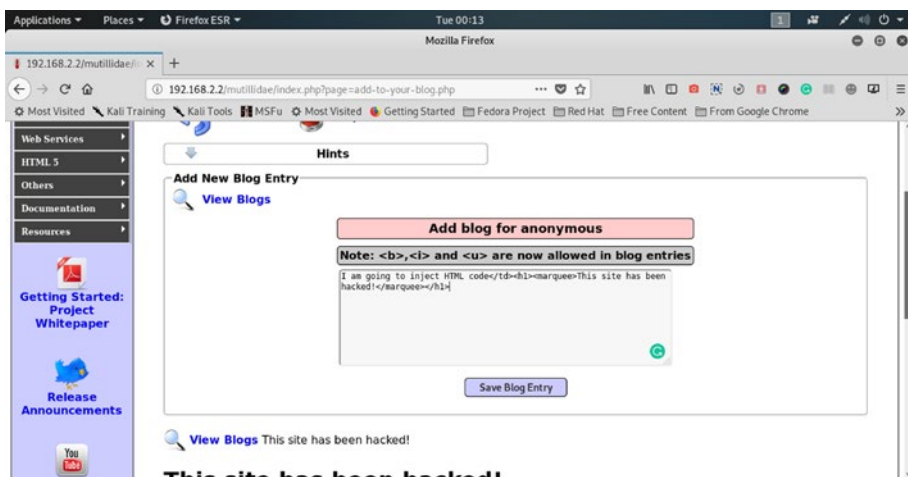 Applications Places Firefox ESR Tue 00:13 1
Mozilla Firefox
192.168.2.2/mutillidae/in × +
192.168.2.2/mutillidae/index.php?page=add-to-your-blog.php
Most Visited Kali Training Kali Tools MSFu Most Visited Getting Started Fedora Project Red Hat Free Content From Google Chrome »
Web Services
HTML 5
Others
Documentation
Resources
Getting Started:
Project
Whitepaper
Release
Announcements
You
Tube
Hints
Add New Blog Entry
View Blogs
Add blog for anonymous
Note: <b>,<i> and <u> are now allowed in blog entries
I am going to inject HTML code</td><h1><marquee>This site has been
hacked!</marquee></h1>
Save Blog Entry
View Blogs This site has been hacked!
This site has been hacked!